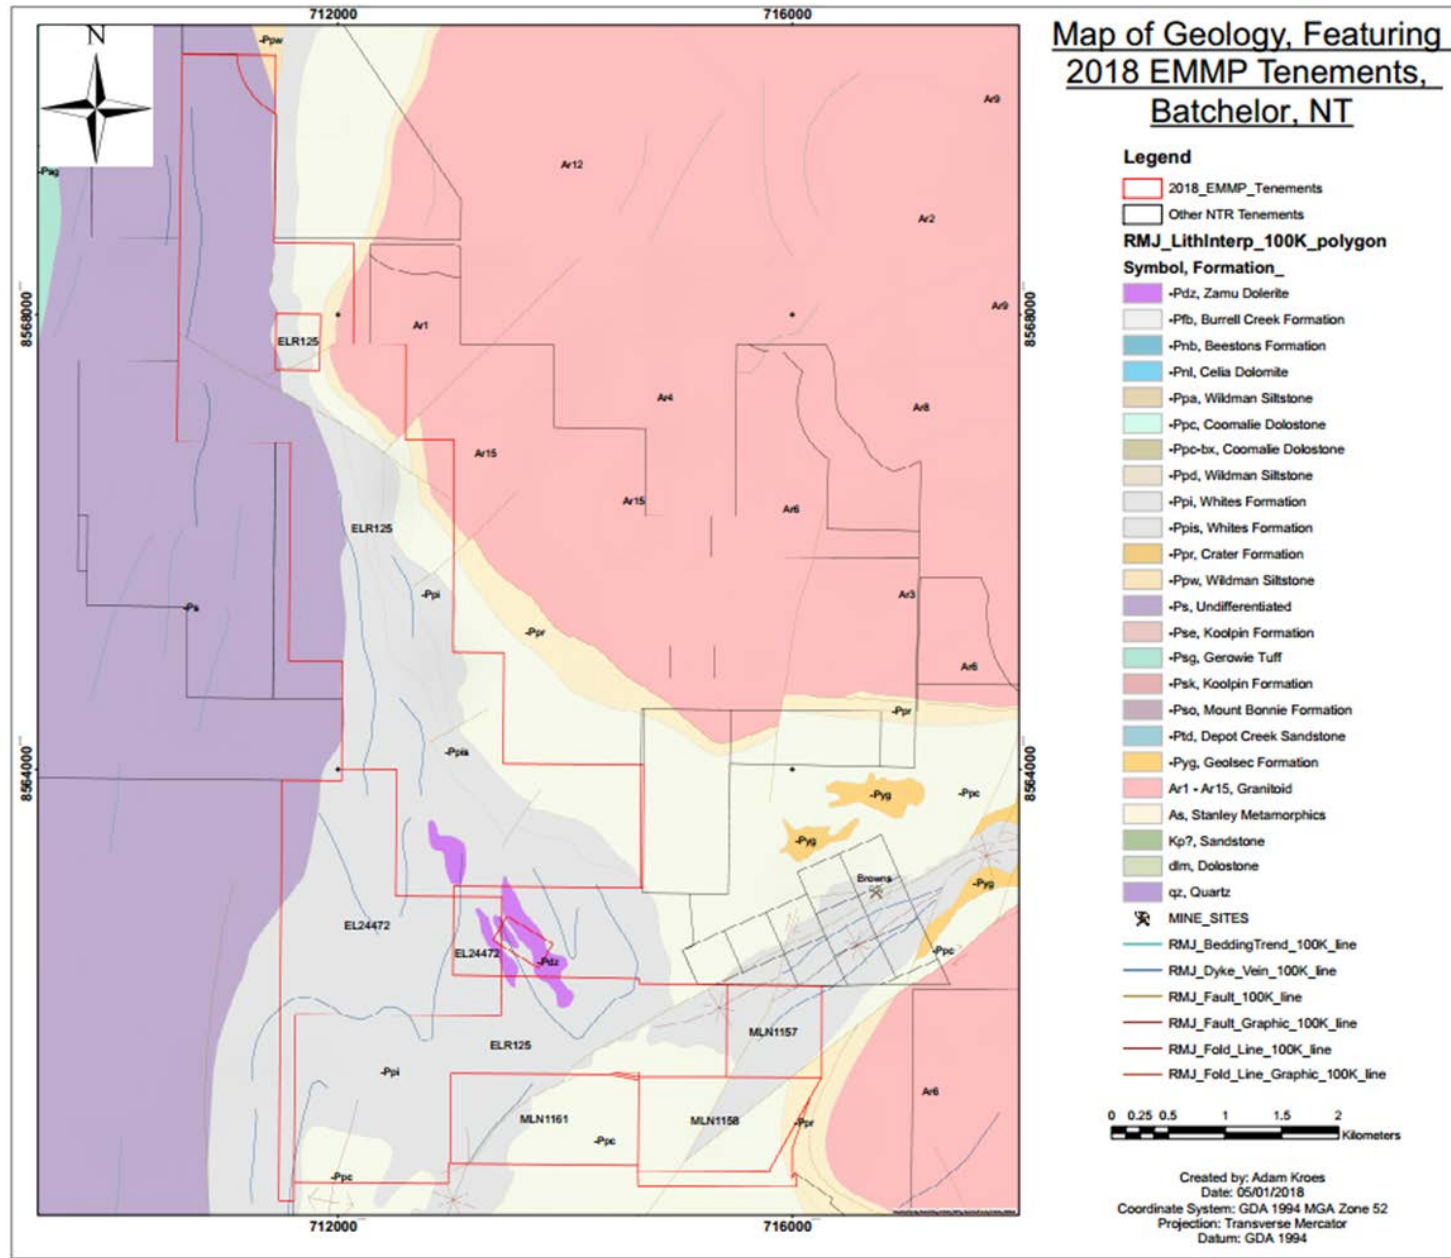 712000
716000
Map of Geology, Featuring
2018 EMMP Tenements,
Batchelor, NT
N
-Ppw
Ar9
Ar12
-Pag
Ar2
8568000
Ar9
8568000
Ar1
ELR125
Ar4
Ar8
Ar15
Ar15
Ar6
ELR125
-Ppi
Ar3
-Ps
-Ppr
Ar6
-Ppr
-Ppis
8564000
8564000
-Pyg
-Ppc
-Pyg
Browns
-Pyg
EL24472
EL24472
-Pdz
-Ppc
MLN1157
ELR125
-Ppi
Ar6
MLN1161
MLN1158
-Ppr
-Ppc
-Ppc
712000
716000
Legend
2018_EMMP_Tenements
Other NTR Tenements
RMJ_LithInterp_100K_polygon
Symbol, Formation_
-Pdz, Zamu Dolerite
-Pfb, Burrell Creek Formation
-Pnb, Beestons Formation
-Pnl, Celia Dolomite
-Ppa, Wildman Siltstone
-Ppc, Coomalie Dolostone
-Ppc-bx, Coomalie Dolostone
-Ppd, Wildman Siltstone
-Ppi, Whites Formation
-Ppis, Whites Formation
-Ppr, Crater Formation
-Ppw, Wildman Siltstone
-Ps, Undifferentiated
-Pse, Koolpin Formation
-Psg, Gerowie Tuff
-Psk, Koolpin Formation
-Pso, Mount Bonnie Formation
-Ptd, Depot Creek Sandstone
-Pyg, Geolsec Formation
Ar1 - Ar15, Granitoid
As, Stanley Metamorphics
Kp?, Sandstone
dlm, Dolostone
qz, Quartz
MINE_SITES
RMJ_BeddingTrend_100K_line
RMJ_Dyke_Vein_100K_line
RMJ_Fault_100K_line
RMJ_Fault_Graphic_100K_line
RMJ_Fold_Line_100K_line
RMJ_Fold_Line_Graphic_100K_line
0 0.25 0.5 1 1.5 2
Kilometers
Created by: Adam Kroes
Date: 05/01/2018
Coordinate System: GDA 1994 MGA Zone 52
Projection: Transverse Mercator
Datum: GDA 1994